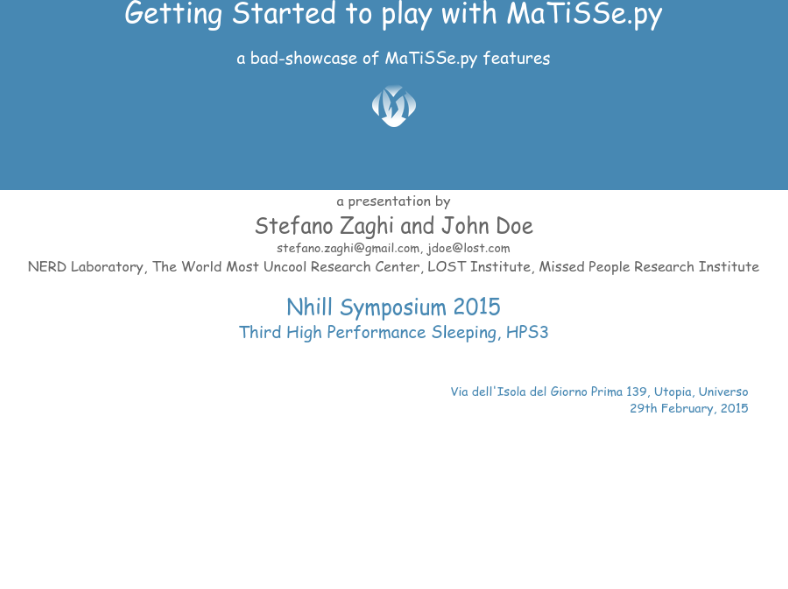 Getting Started to play with MaTiSSe.py
a bad-showcase of MaTiSSe.py features
a presentation by
Stefano Zaghi and John Doe
stefano.zaghi@gmail.com, jdoe@lost.com
NERD Laboratory, The World Most Uncool Research Center, LOST Institute, Missed People Research Institute
Nhill Symposium 2015
Third High Performance Sleeping, HPS3
Via dell'Isola del Giorno Prima 139, Utopia, Universo
29th February, 2015